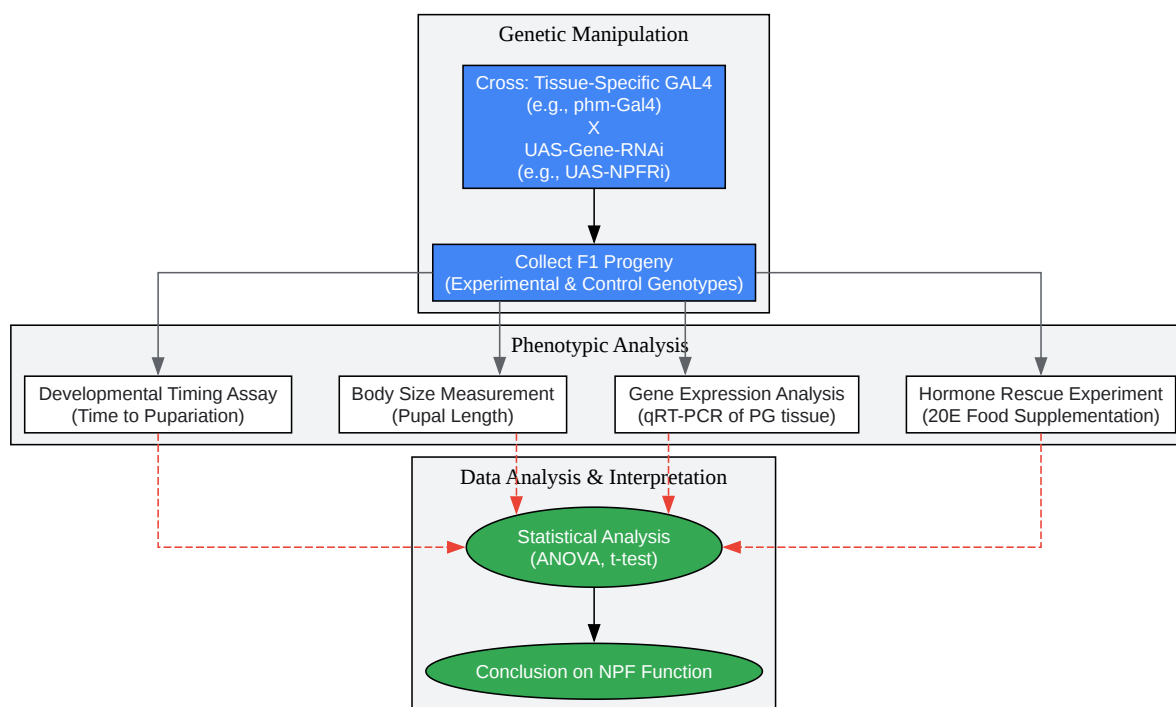 Genetic Manipulation
Cross: Tissue-Specific GAL4
(e.g., phm-Gal4)
X
UAS-Gene-RNAi
(e.g., UAS-NPFRi)
Collect F1 Progeny
(Experimental & Control Genotypes)
Phenotypic Analysis
Developmental Timing Assay
(Time to Pupariation)
Body Size Measurement
(Pupal Length)
Gene Expression Analysis
(qRT-PCR of PG tissue)
Hormone Rescue Experiment
(20E Food Supplementation)
Data Analysis & Interpretation
Statistical Analysis
(ANOVA, t-test)
Conclusion on NPF Function